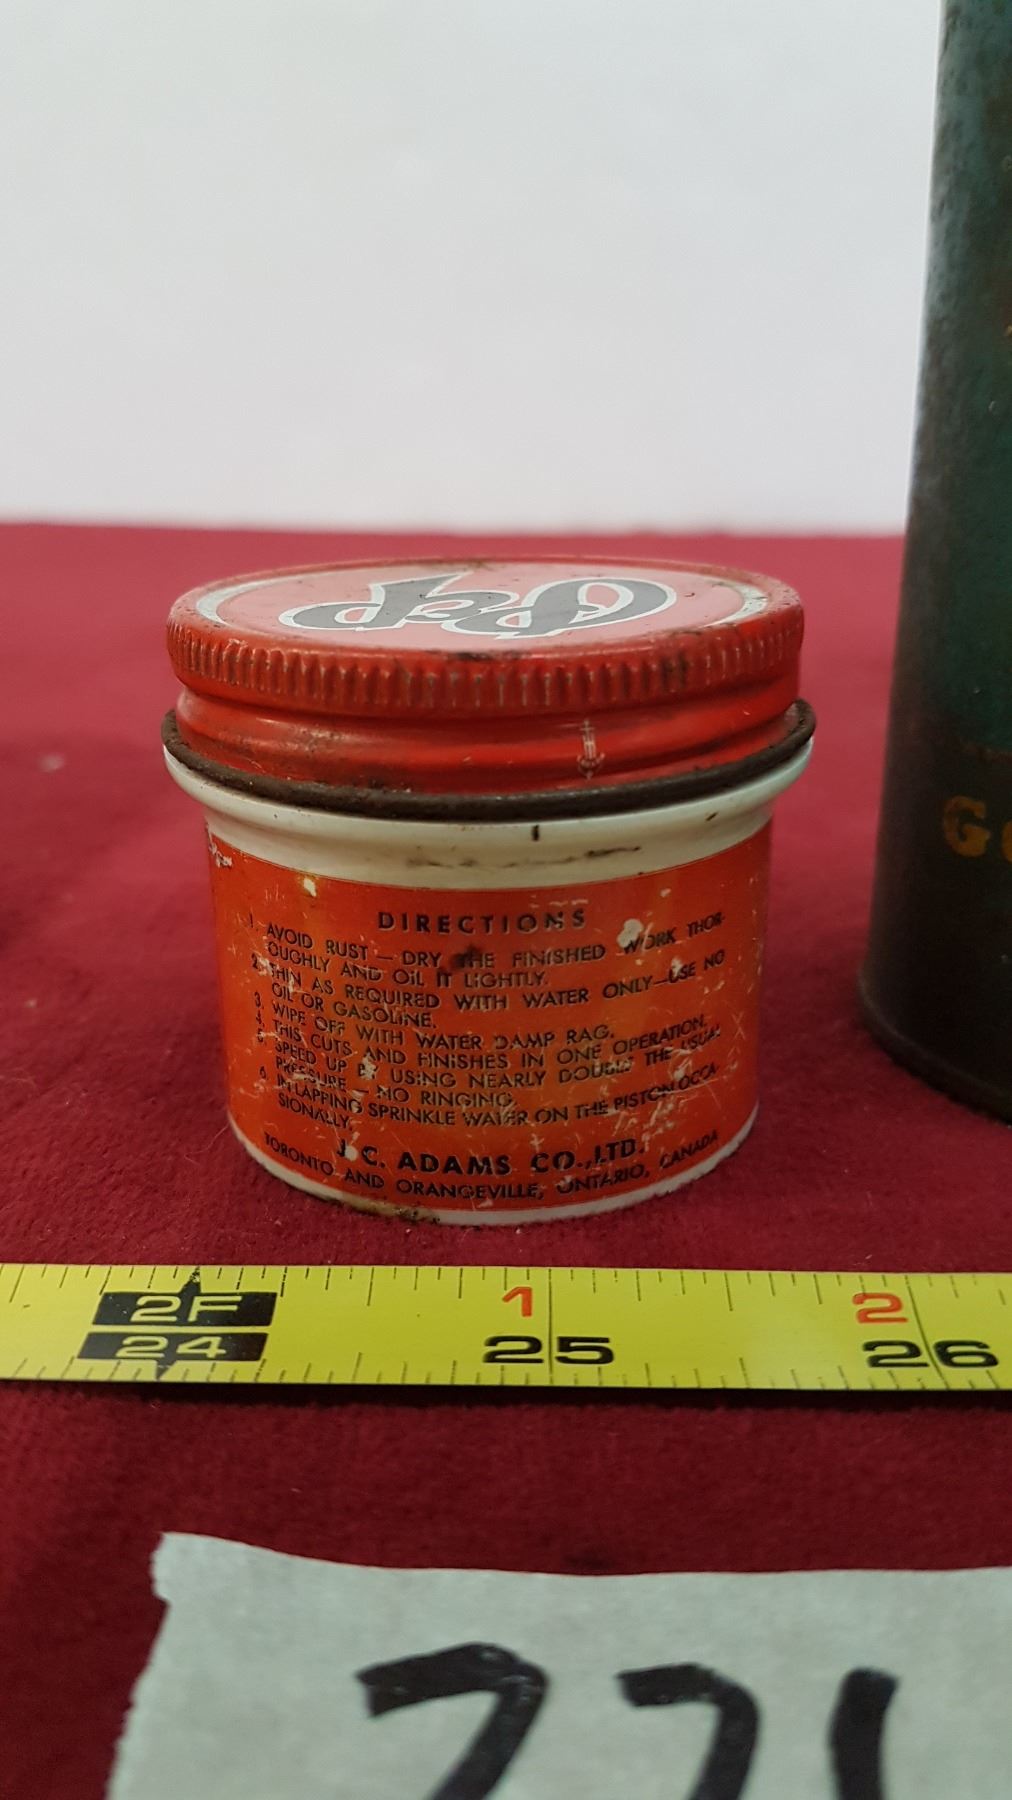 DIRECTIONS
1. AVOID RUST — DRY THE FINISHED WORK THOR-
OUGHLY AND OIL IT LIGHTLY.
2. THIN AS REQUIRED WITH WATER ONLY—USE NO
OIL OR GASOLINE.
3. WIPE OFF WITH WATER DAMP RAG.
4. THIS CUTS AND FINISHES IN ONE OPERATION.
5. SPEED UP BY USING NEARLY DOUBLE THE USUAL
PRESSURE — NO RINGING.
6. IN LAPPING SPRINKLE WATER ON THE PISTON OCCA-
SIONALLY.
J. C. ADAMS CO., LTD.
TORONTO AND ORANGEVILLE, ONTARIO, CANADA
2F 1 2
24 25 26